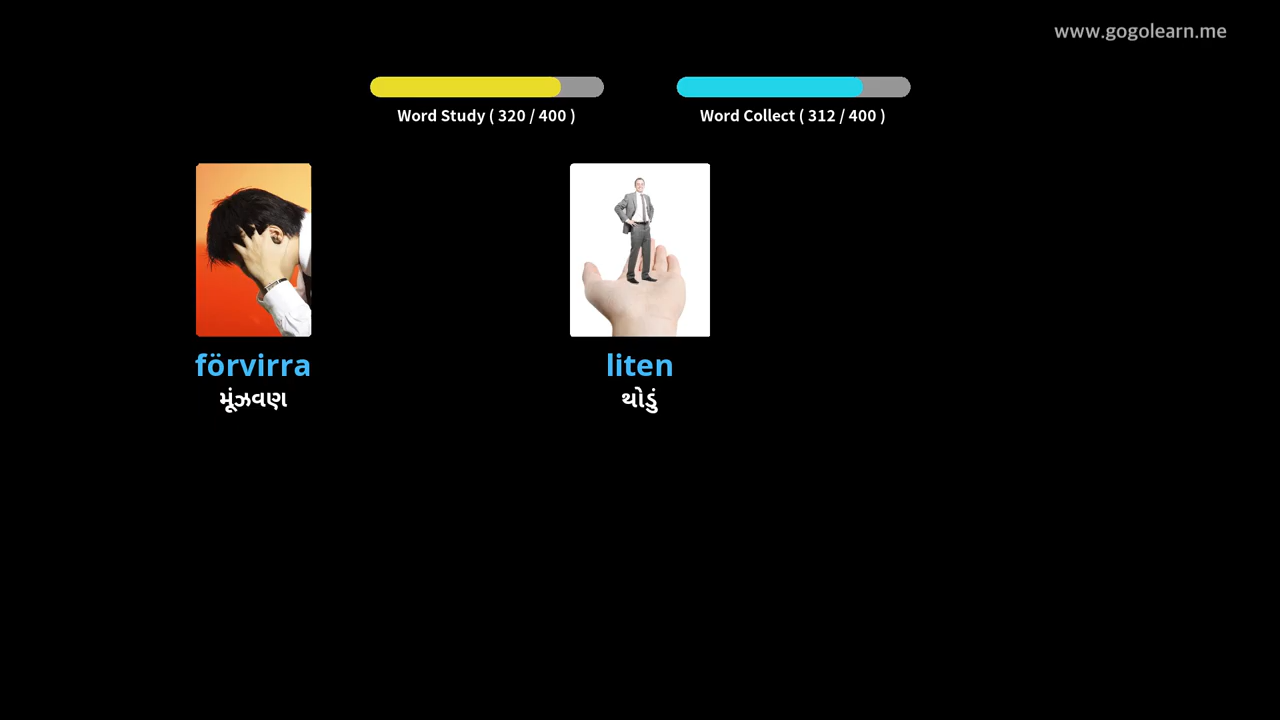 www.gogolearn.me
Word Study ( 320 / 400 )
Word Collect ( 312 / 400 )
förvirra
મૂંઝવણ
liten
થોડું